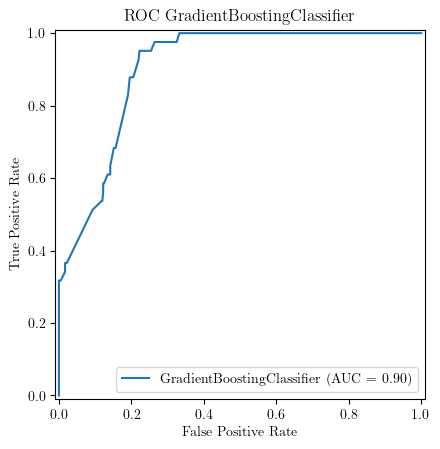 ROC GradientBoostingClassifier
1.0
0.8
0.6
0.4
0.2
0.0
True Positive Rate
GradientBoostingClassifier (AUC = 0.90)
0.0 0.2 0.4 0.6 0.8 1.0
False Positive Rate